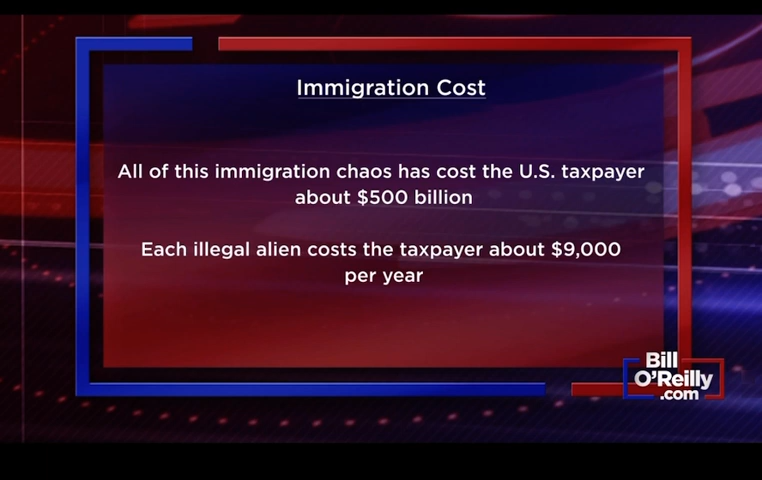 Immigration Cost
All of this immigration chaos has cost the U.S. taxpayer
about $500 billion
Each illegal alien costs the taxpayer about $9,000
per year
Bill
O'Reilly
.com